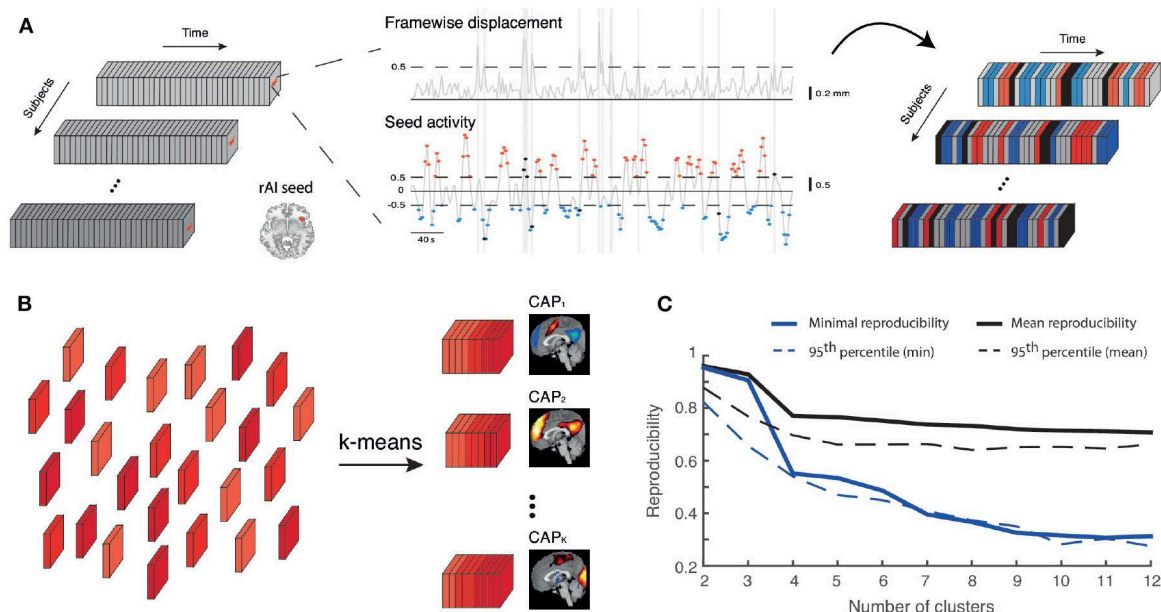 A
Time
Subjects
rAI seed
Framewise displacement
0.5
0.2 mm
Seed activity
0.5
0
-0.5
0.5
40 s
Time
Subjects
B
k-means
CAP1
CAP2
CAPK
C
Minimal reproducibility
Mean reproducibility
95th percentile (min)
95th percentile (mean)
Reproducibility
1
0.8
0.6
0.4
0.2
2 3 4 5 6 7 8 9 10 11 12
Number of clusters